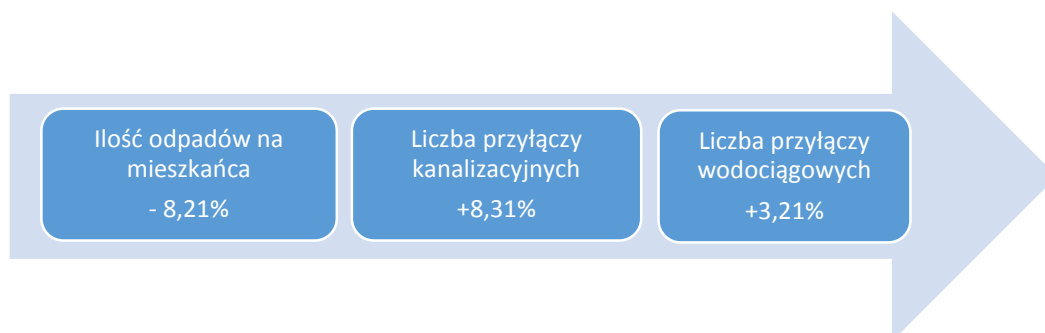 Ilość odpadów na
mieszkańca
- 8,21%
Liczba przyłączy
kanalizacyjnych
+8,31%
Liczba przyłączy
wodociągowych
+3,21%